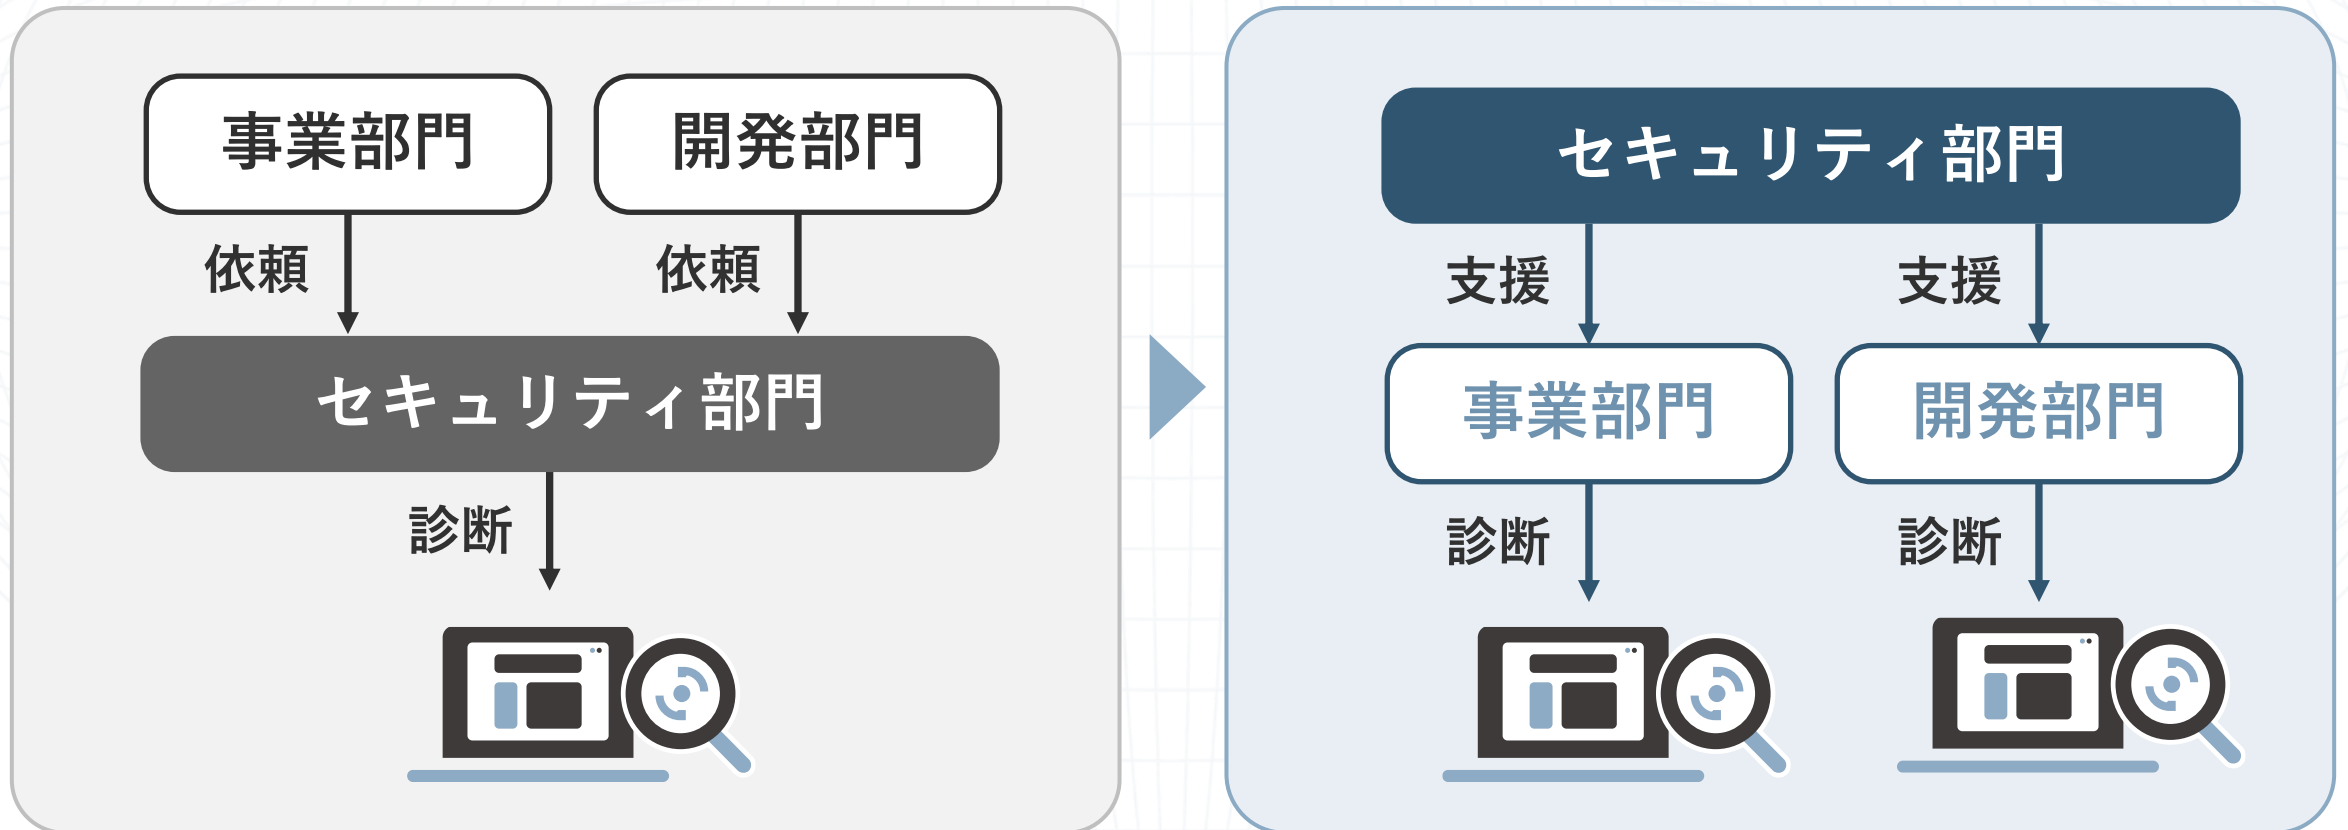 事業部門
開発部門
依頼
依頼
セキュリティ部門
診断
セキュリティ部門
支援
支援
事業部門
開発部門
診断
診断